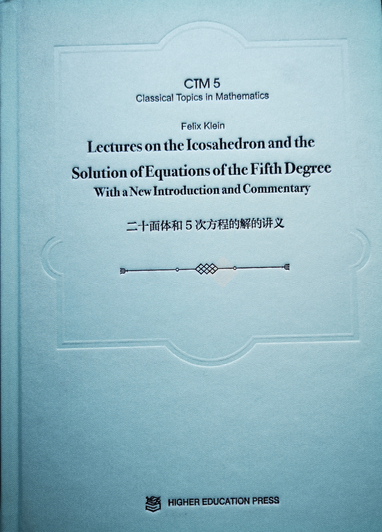 CTM 5
Classical Topics in Mathematics
Felix Klein
Lectures on the Icosahedron and the
Solution of Equations of the Fifth Degree
With a New Introduction and Commentary
二十面体和 5 次方程的解的讲义
HIGHER EDUCATION PRESS